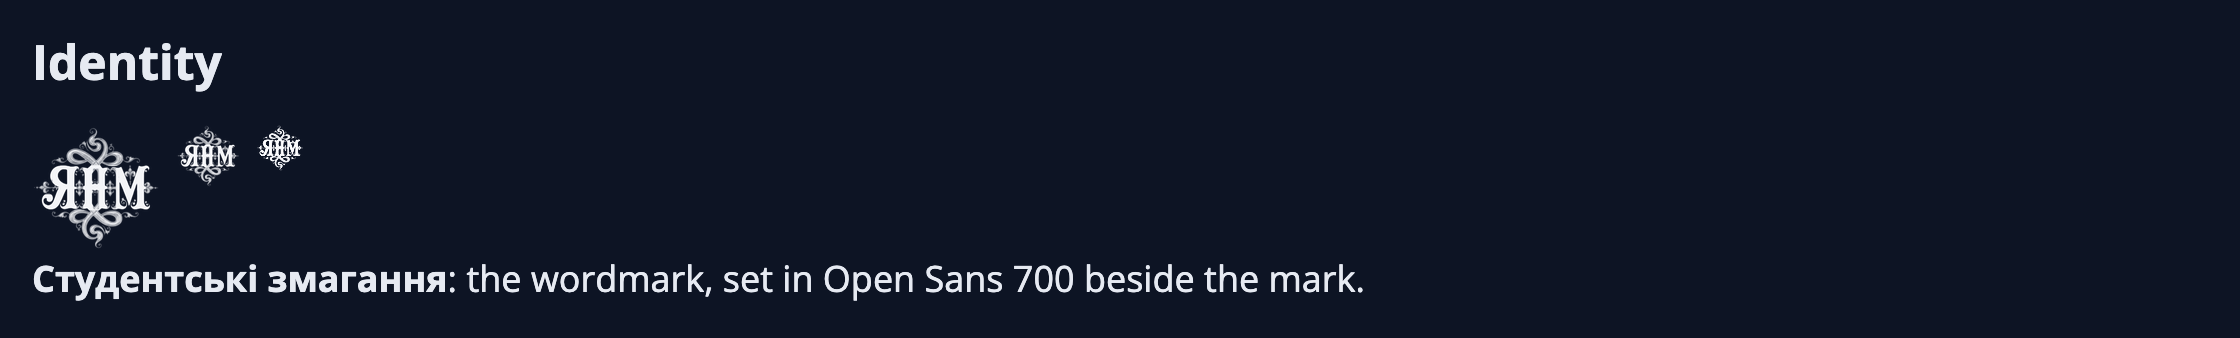 Identity
ЯНМ ЯНМ ЯНМ
Студентські змагання: the wordmark, set in Open Sans 700 beside the mark.